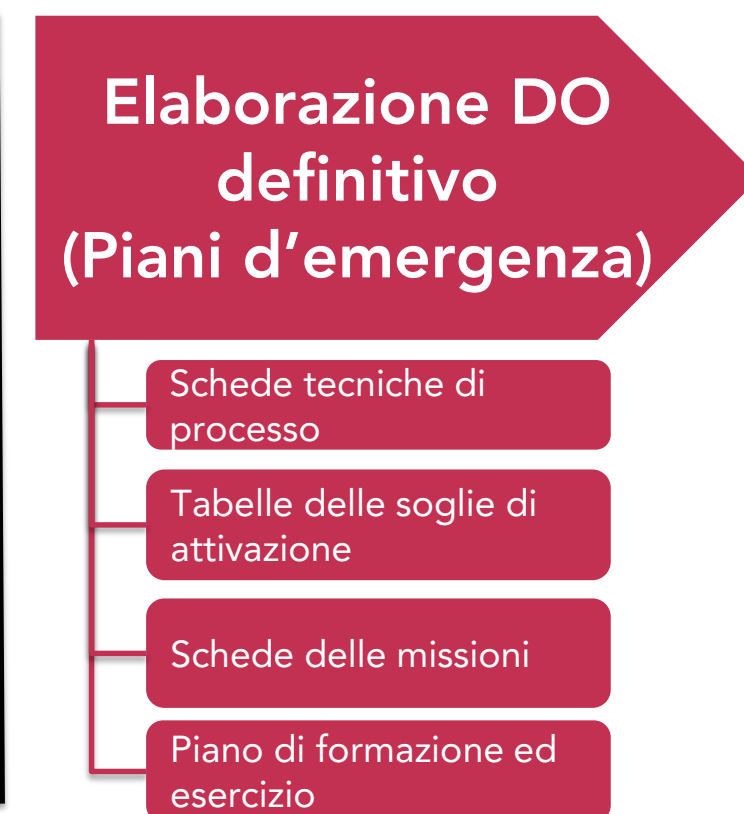 Elaborazione DO
definitivo
(Piani d’emergenza)
Schede tecniche di
processo
Tabelle delle soglie di
attivazione
Schede delle missioni
Piano di formazione ed
esercizio